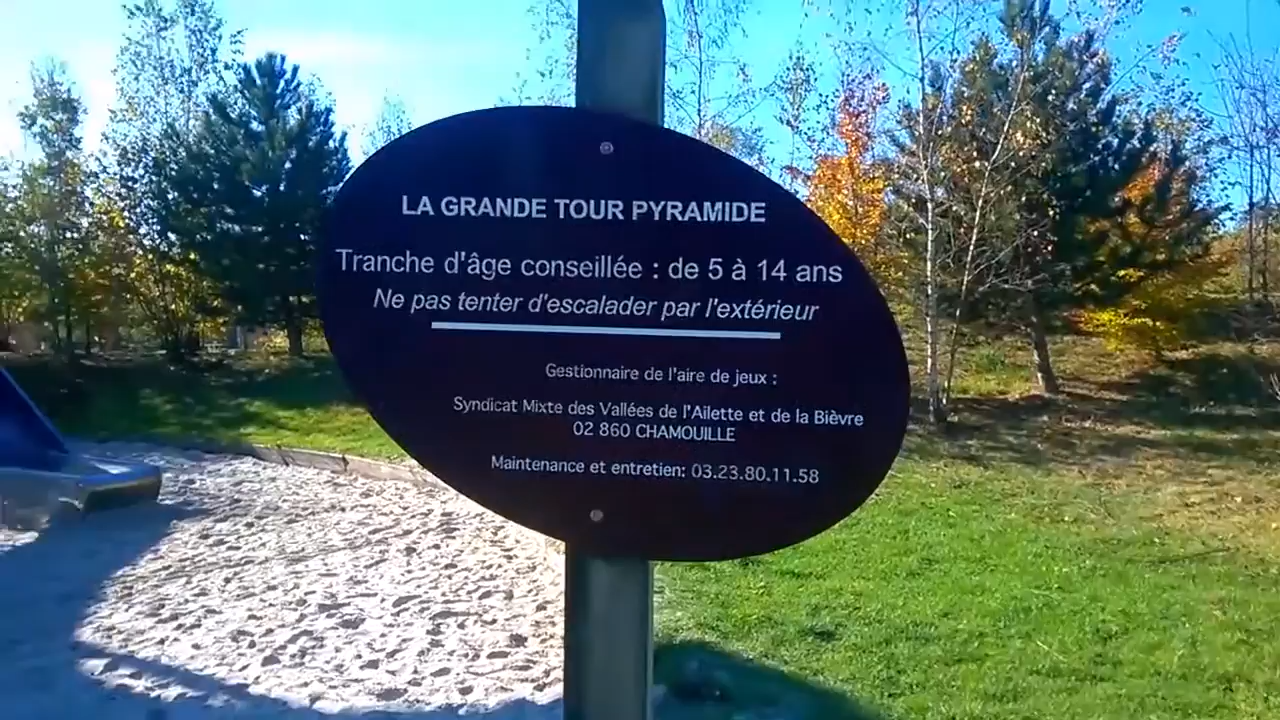 LA GRANDE TOUR PYRAMIDE
Tranche d'âge conseillée : de 5 à 14 ans
Ne pas tenter d'escalader par l'extérieur
Gestionnaire de l'aire de jeux :
Syndicat Mixte des Vallées de l'Ailette et de la Bièvre
02 860 CHAMOUILLE
Maintenance et entretien: 03.23.80.11.58